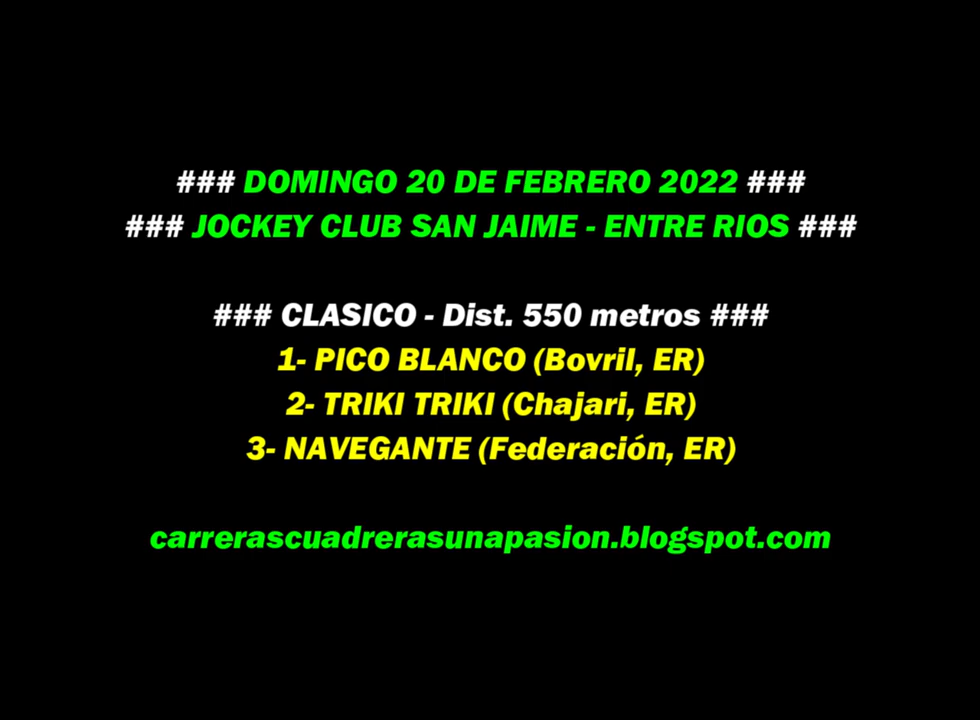 ### DOMINGO 20 DE FEBRERO 2022 ###
### JOCKEY CLUB SAN JAIME - ENTRE RIOS ###
### CLASICO - Dist. 550 metros ###
1- PICO BLANCO (Bovril, ER)
2- TRIKI TRIKI (Chajari, ER)
3- NAVEGANTE (Federación, ER)
carrerascuadrerasunapasion.blogspot.com